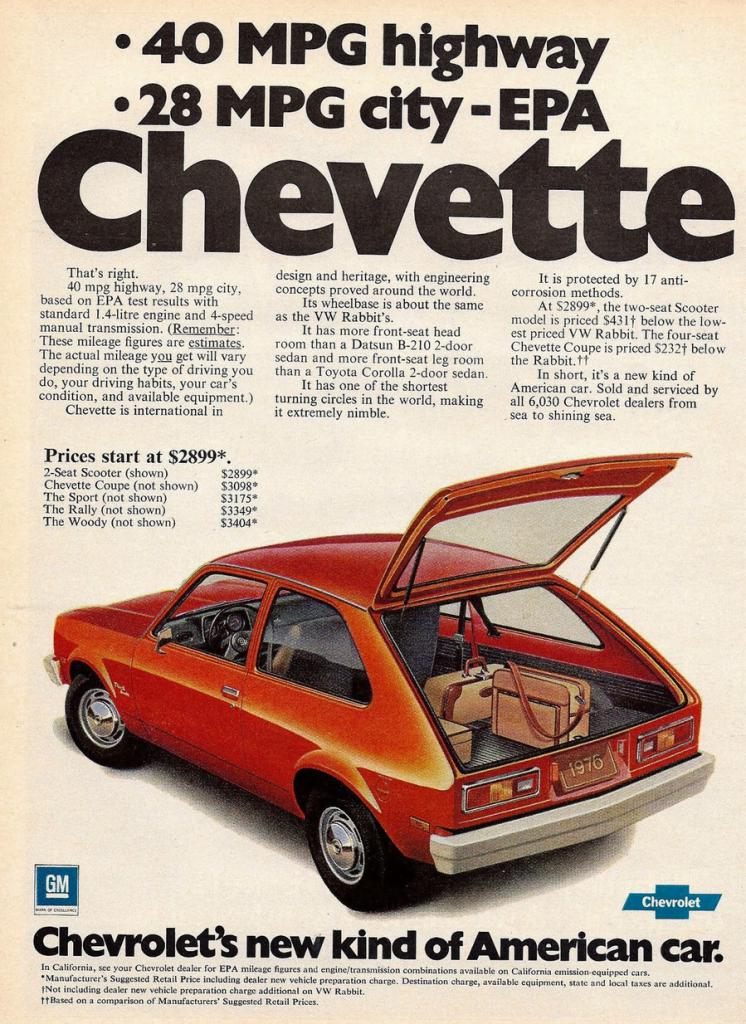 • 40 MPG highway
• 28 MPG city - EPA
Chevette
That's right.
40 mpg highway, 28 mpg city,
based on EPA test results with
standard 1.4-litre engine and 4-speed
manual transmission. (Remember:
These mileage figures are estimates.
The actual mileage you get will vary
depending on the type of driving you
do, your driving habits, your car's
condition, and available equipment.)
Chevette is international in
design and heritage, with engineering
concepts proved around the world.
Its wheelbase is about the same
as the VW Rabbit's.
It has more front-seat head
room than a Datsun B-210 2-door
sedan and more front-seat leg room
than a Toyota Corolla 2-door sedan.
It has one of the shortest
turning circles in the world, making
it extremely nimble.
It is protected by 17 anti-
corrosion methods.
At $2899*, the two-seat Scooter
model is priced $431† below the low-
est priced VW Rabbit. The four-seat
Chevette Coupe is priced $232† below
the Rabbit.††
In short, it's a new kind of
American car. Sold and serviced by
all 6,030 Chevrolet dealers from
sea to shining sea.
Prices start at $2899*.
2-Seat Scooter (shown) $2899*
Chevette Coupe (not shown) $3098*
The Sport (not shown) $3175*
The Rally (not shown) $3349*
The Woody (not shown) $3404*
1976
GM
MARK OF EXCELLENCE
Chevrolet
Chevrolet's new kind of American car.
In California, see your Chevrolet dealer for EPA mileage figures and engine/transmission combinations available on California emission-equipped cars.
*Manufacturer's Suggested Retail Price including dealer new vehicle preparation charge. Destination charge, available equipment, state and local taxes are additional.
†Not including dealer new vehicle preparation charge additional on VW Rabbit.
††Based on a comparison of Manufacturers' Suggested Retail Prices.